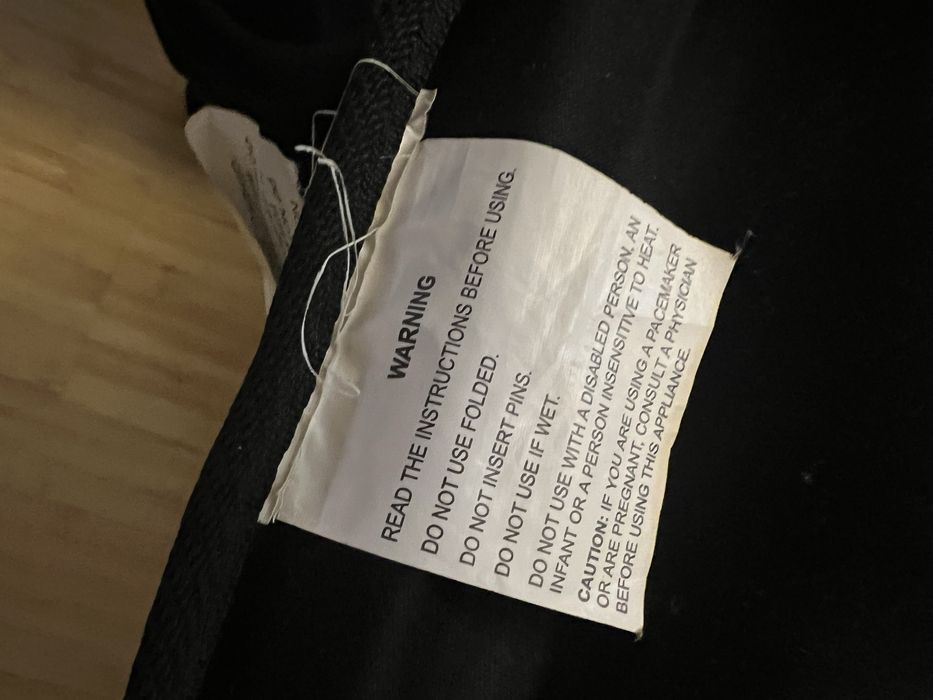 WARNING
READ THE INSTRUCTIONS BEFORE USING.
DO NOT USE FOLDED.
DO NOT INSERT PINS.
DO NOT USE IF WET.
DO NOT USE WITH A DISABLED PERSON, AN
INFANT OR A PERSON INSENSITIVE TO HEAT.
CAUTION: IF YOU ARE USING A PACEMAKER
OR ARE PREGNANT, CONSULT A PHYSICIAN
BEFORE USING THIS APPLIANCE.